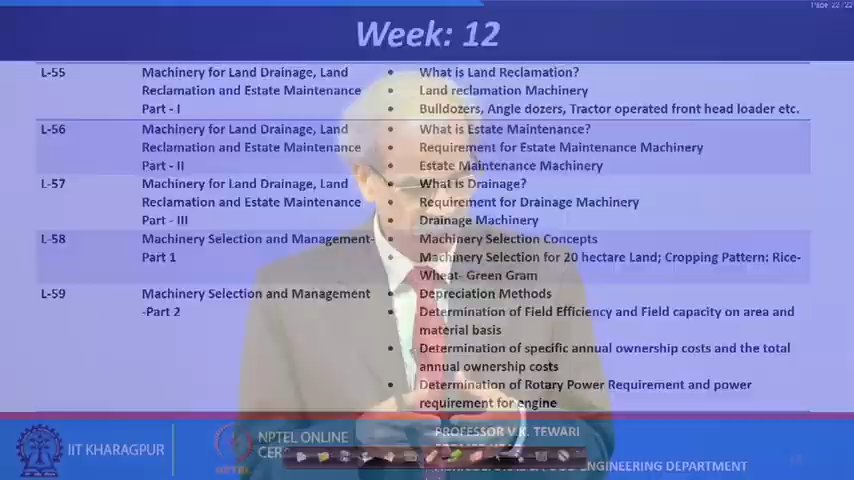 Page 22 / 22
Week: 12
L-55 Machinery for Land Drainage, Land • What is Land Reclamation?
Reclamation and Estate Maintenance • Land reclamation Machinery
Part - I • Bulldozers, Angle dozers, Tractor operated front head loader etc.
L-56 Machinery for Land Drainage, Land • What is Estate Maintenance?
Reclamation and Estate Maintenance • Requirement for Estate Maintenance Machinery
Part - II • Estate Maintenance Machinery
L-57 Machinery for Land Drainage, Land • What is Drainage?
Reclamation and Estate Maintenance • Requirement for Drainage Machinery
Part - III • Drainage Machinery
L-58 Machinery Selection and Management- • Machinery Selection Concepts
Part 1 • Machinery Selection for 20 hectare Land; Cropping Pattern: Rice-
Wheat- Green Gram
L-59 Machinery Selection and Management • Depreciation Methods
-Part 2 • Determination of Field Efficiency and Field capacity on area and
material basis
• Determination of specific annual ownership costs and the total
annual ownership costs
• Determination of Rotary Power Requirement and power
requirement for engine
IIT KHARAGPUR
NPTEL
NPTEL ONLINE
PROFESSOR V.K. TEWARI
ENGINEERING DEPARTMENT